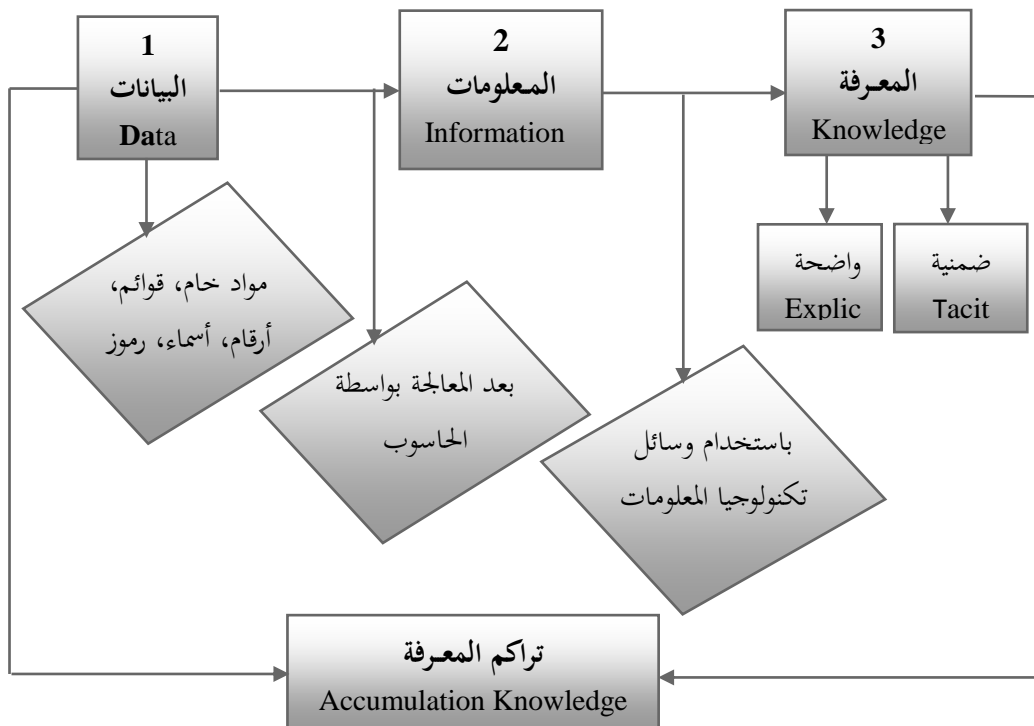 1
البيانات
Data
2
المعلومات
Information
3
المعرفة
Knowledge
واضحة
Explic
ضمنية
Tacit
مواد خام، قوائم،
أرقام، أسماء، رموز
بعد المعالجة بواسطة
الحاسوب
باستخدام وسائل
تكنولوجيا المعلومات
تراكم المعرفة
Accumulation Knowledge